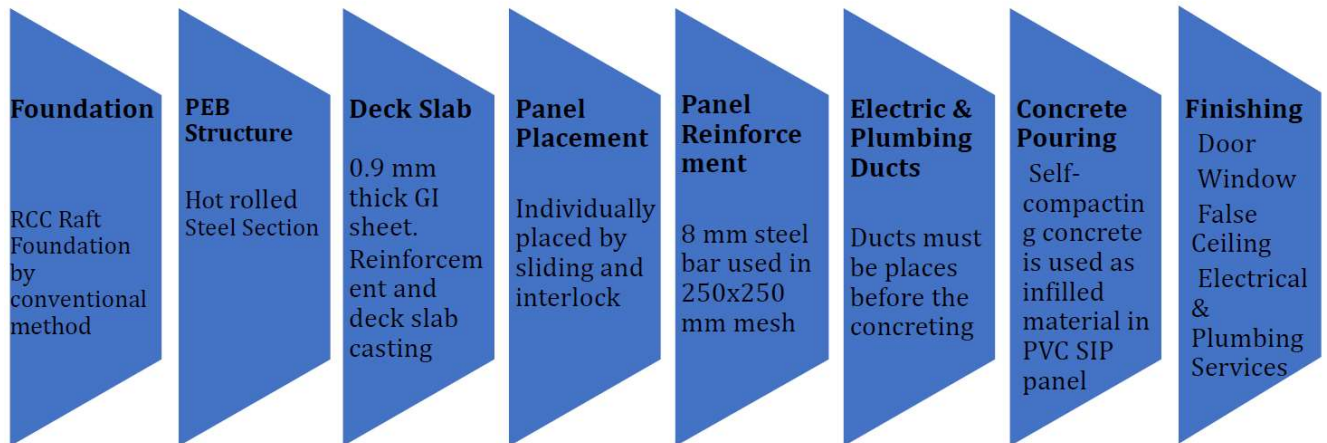 Foundation
RCC Raft
Foundation
by
conventional
method
PEB
Structure
Hot rolled
Steel Section
Deck Slab
0.9 mm
thick GI
sheet.
Reinforcem
ent and
deck slab
casting
Panel
Placement
Individually
placed by
sliding and
interlock
Panel
Reinforce
ment
8 mm steel
bar used in
250x250
mm mesh
Electric &
Plumbing
Ducts
Ducts must
be places
before the
concreting
Concrete
Pouring
Self-
compactin
g concrete
is used as
infilled
material in
PVC SIP
panel
Finishing
Door
Window
False
Ceiling
Electrical
&
Plumbing
Services